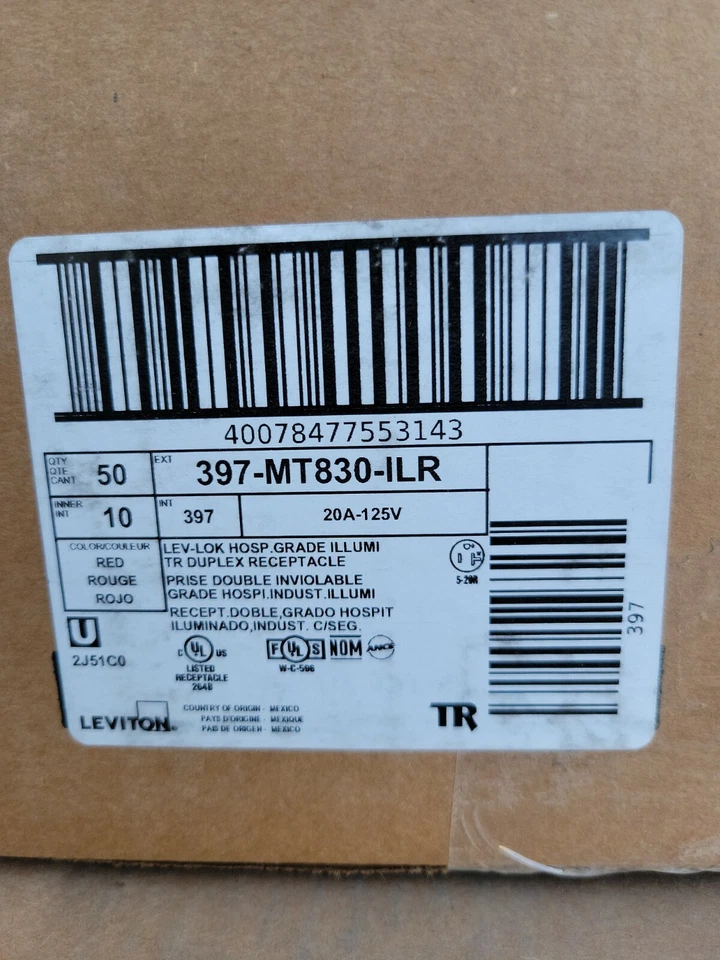 40078477553143
QTY
QTE
CANT
50
EXT
397-MT830-ILR
INNER
INT
10
INT
397
20A-125V
COLOR/COULEUR
RED
ROUGE
ROJO
LEV-LOK HOSP.GRADE ILLUMI
TR DUPLEX RECEPTACLE
PRISE DOUBLE INVIOLABLE
GRADE HOSPI.INDUST.ILLUMI
RECEPT.DOBLE,GRADO HOSPIT
ILUMINADO,INDUST. C/SEG.
5-20R
397
U
2J51C0
C UL US
LISTED
RECEPTACLE
264B
F UL S
W-C-596
NOM
ANCE
LEVITON®
COUNTRY OF ORIGIN - MEXICO
PAYS D'ORIGINE - MEXIQUE
PAIS DE ORIGEN - MEXICO
TR